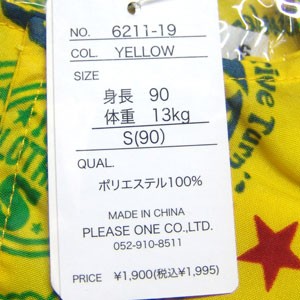 NO. 6211-19
COL. YELLOW
SIZE
身長 90
体重 13kg
S(90)
QUAL.
ポリエステル100%
MADE IN CHINA
PLEASE ONE CO.,LTD.
052-910-8511
PRICE ¥1,900(税込¥1,995)
ive Turn